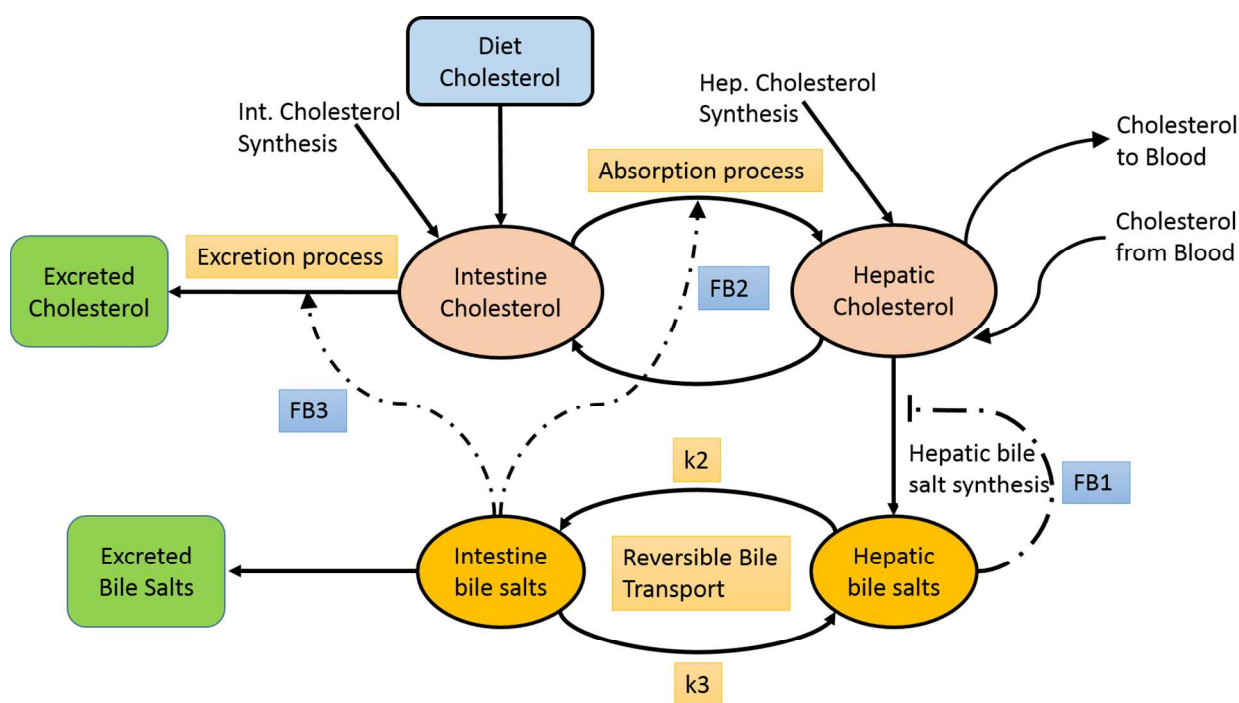 Diet
Cholesterol
Int. Cholesterol
Synthesis
Hep. Cholesterol
Synthesis
Cholesterol
to Blood
Absorption process
Cholesterol
from Blood
Excretion process
Excreted
Cholesterol
Intestine
Cholesterol
FB2
Hepatic
Cholesterol
FB3
k2
Hepatic bile
salt synthesis
FB1
Excreted
Bile Salts
Intestine
bile salts
Reversible Bile
Transport
Hepatic
bile salts
k3